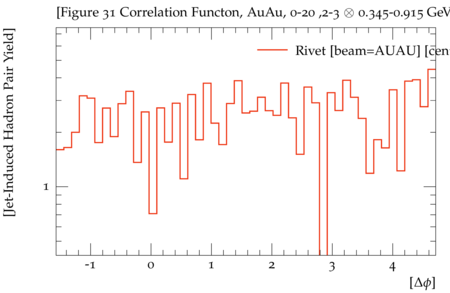 [Figure 31 Correlation Functon, AuAu, 0-20 ,2-3 ⊗ 0.345-0.915 GeV
Rivet [beam=AUAU] [cen
[Jet-Induced Hadron Pair Yield]
1
-1 0 1 2 3 4
[Δϕ]